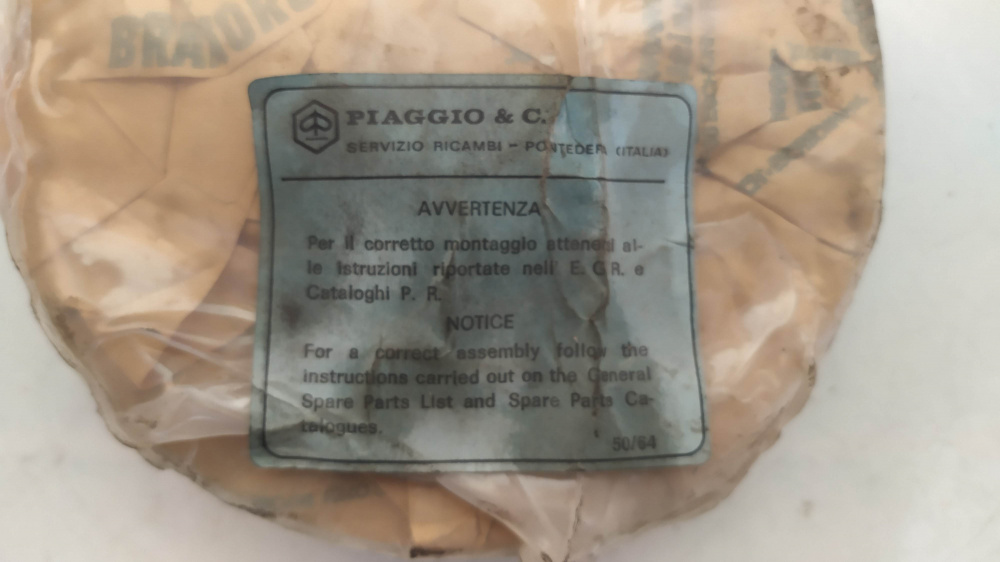 PIAGGIO & C.
SERVIZIO RICAMBI - PONTEDERA (ITALIA)
AVVERTENZA
Per il corretto montaggio attenersi al-
le Istruzioni riportate nell' E. G. R. e
Cataloghi P. R.
NOTICE
For a correct assembly follow the
instructions carried out on the General
Spare Parts List and Spare Parts Ca-
talogues.
50/64